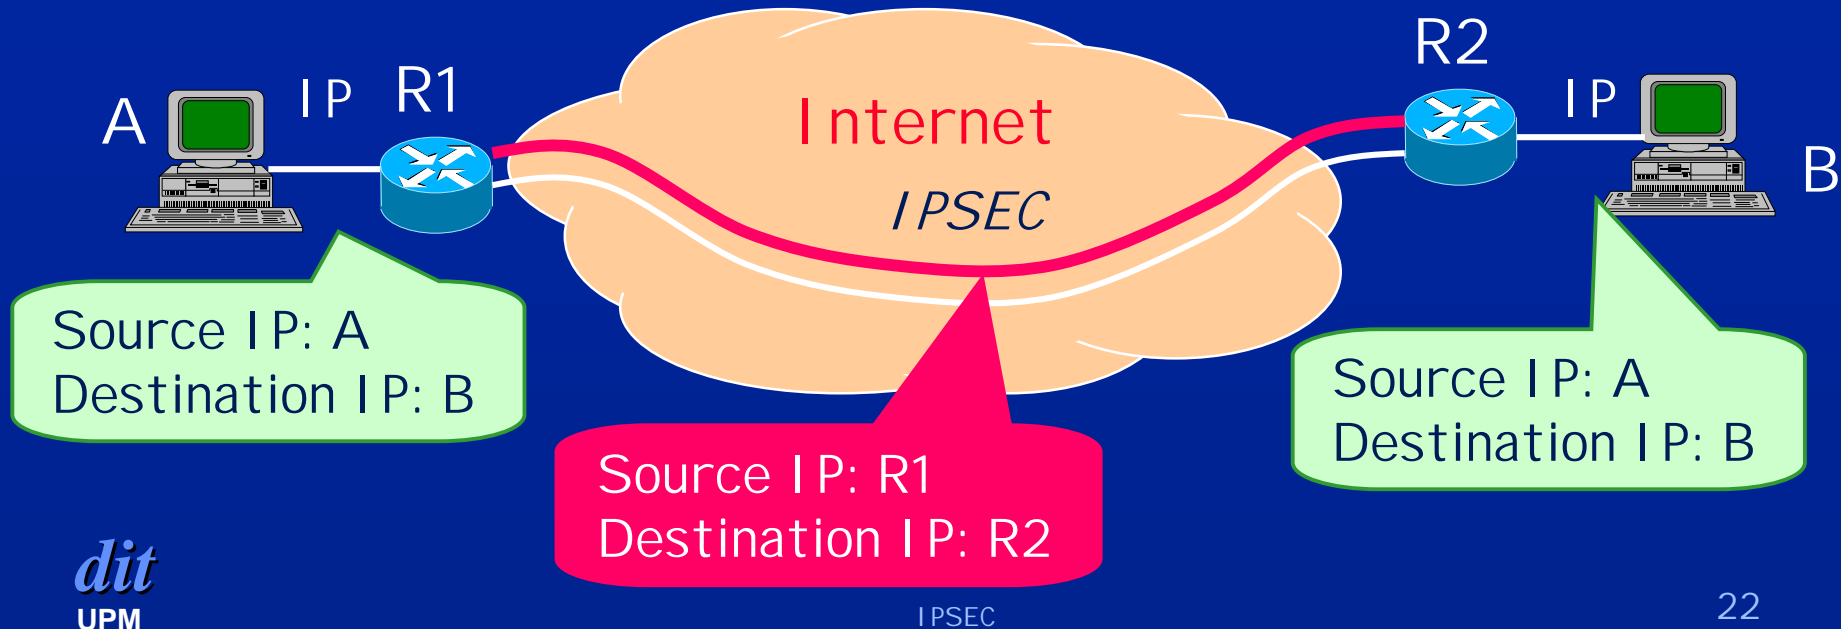 A
IP
R1
Internet
IPSEC
R2
IP
B
Source IP: A
Destination IP: B
Source IP: R1
Destination IP: R2
Source IP: A
Destination IP: B
dit
UPM
IPSEC
22